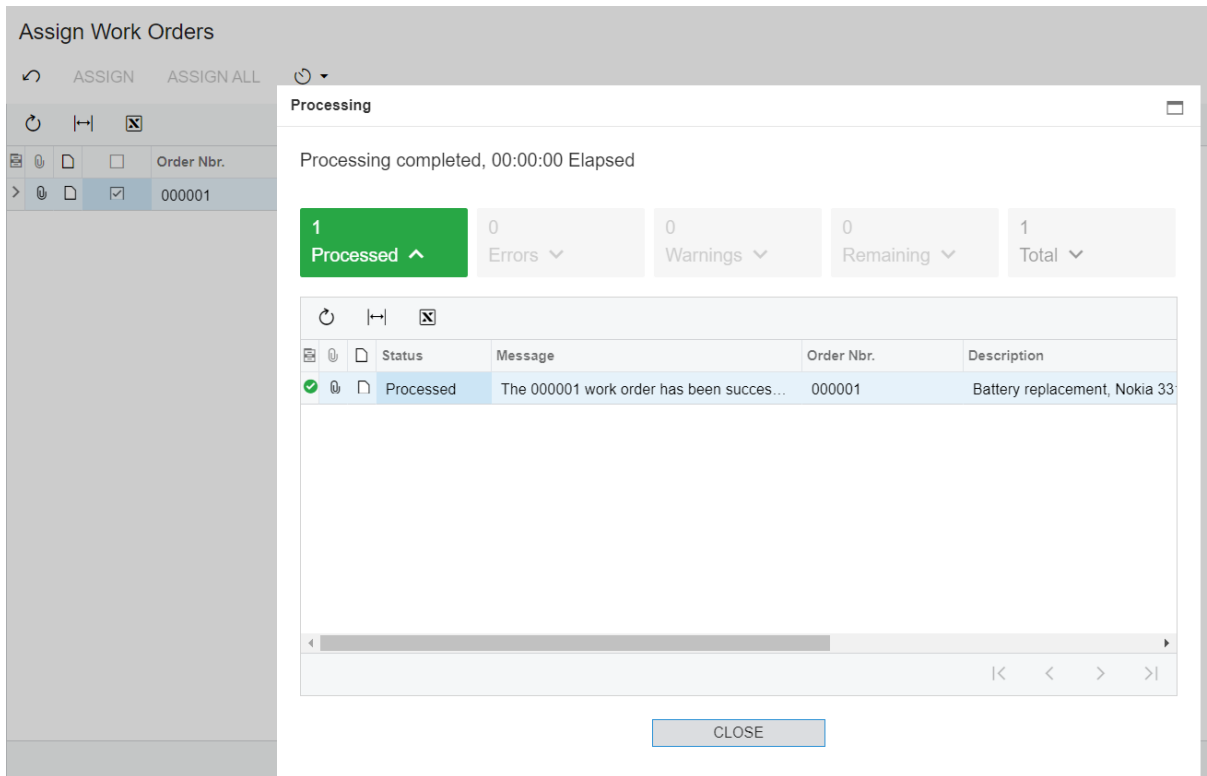 Assign Work Orders
ASSIGN ASSIGN ALL
Order Nbr.
000001
Processing
Processing completed, 00:00:00 Elapsed
1 0 0 0 1
Processed Errors Warnings Remaining Total
Status Message Order Nbr. Description
Processed The 000001 work order has been succes... 000001 Battery replacement, Nokia 33
CLOSE